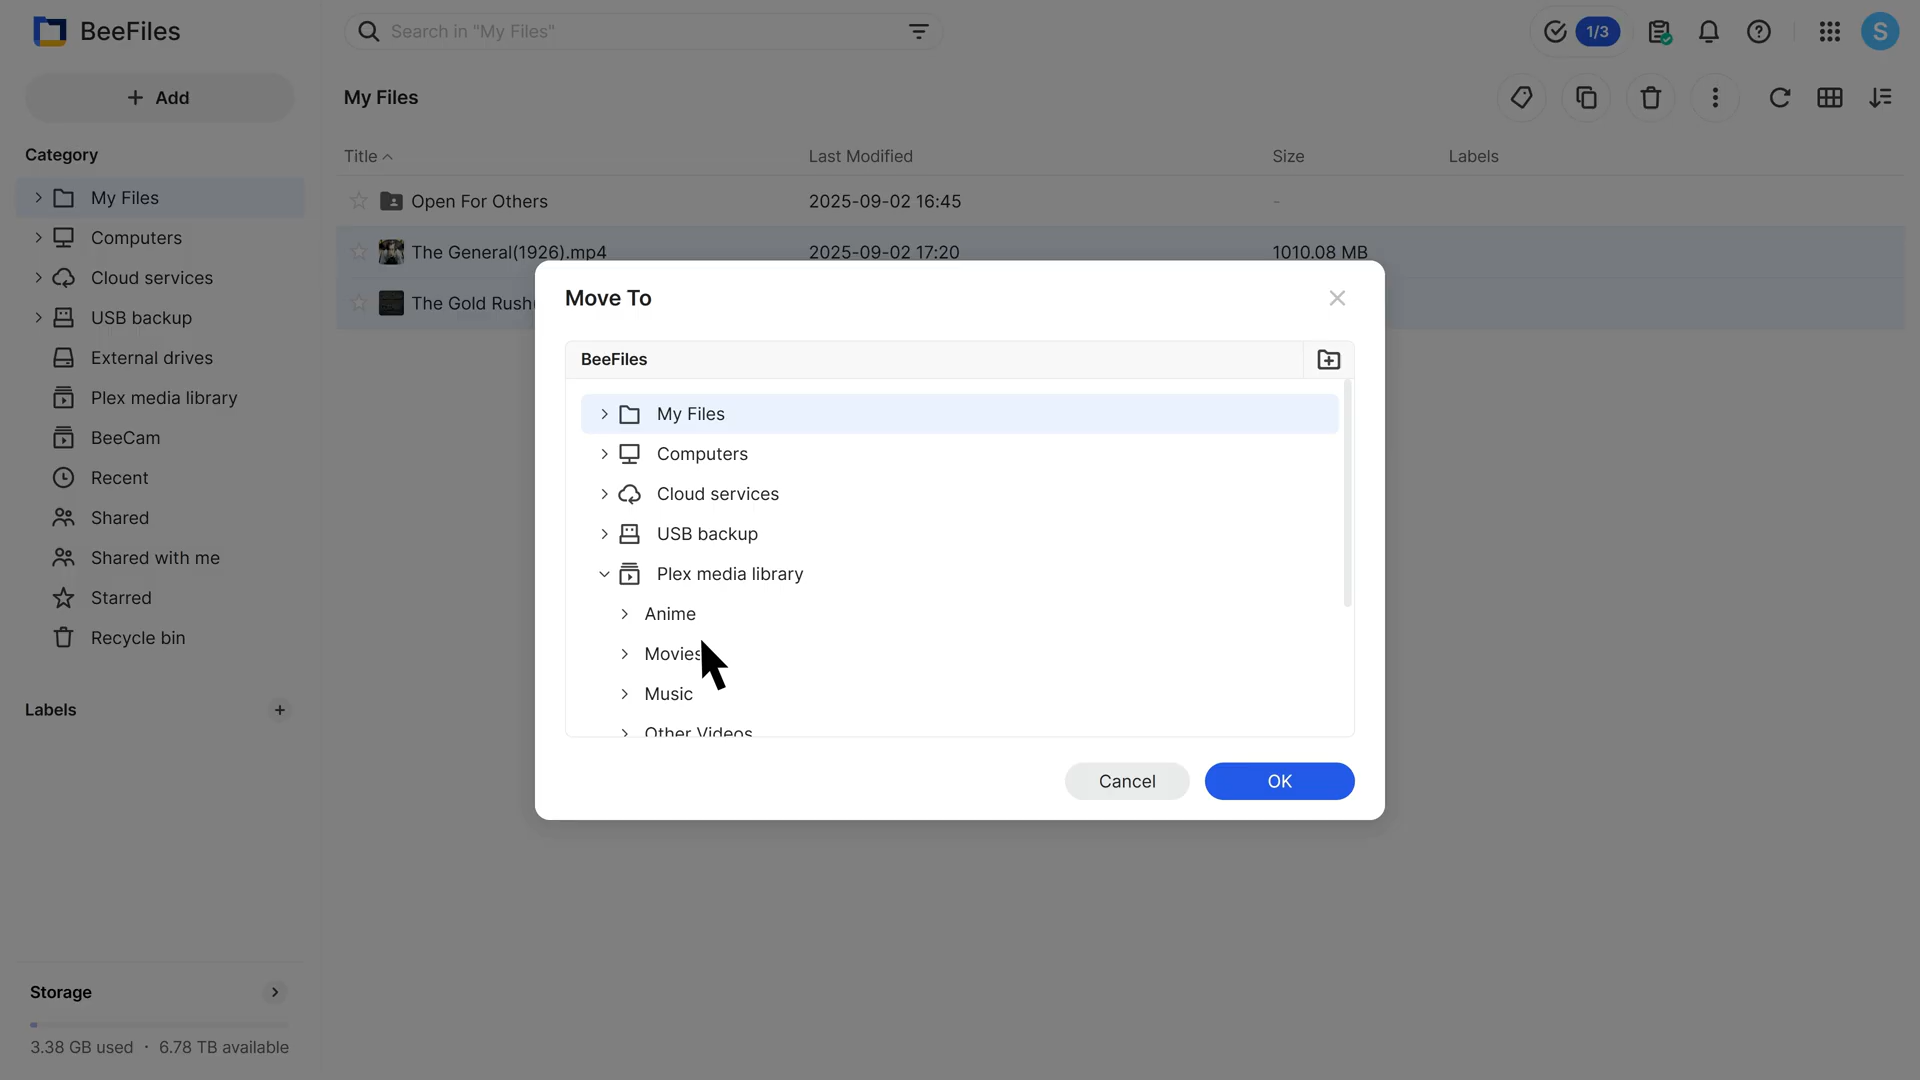 BeeFiles
Search in "My Files"
1/3
S
+ Add
My Files
Category
Title
Last Modified
Size
Labels
My Files
Open For Others
2025-09-02 16:45
-
Computers
The General(1926).mp4
2025-09-02 17:20
1010.08 MB
Cloud services
The Gold Rush
USB backup
External drives
Plex media library
BeeCam
Recent
Shared
Shared with me
Starred
Recycle bin
Labels
+
Move To
BeeFiles
My Files
Computers
Cloud services
USB backup
Plex media library
Anime
Movies
Music
Other Videos
Cancel
OK
Storage
3.38 GB used · 6.78 TB available